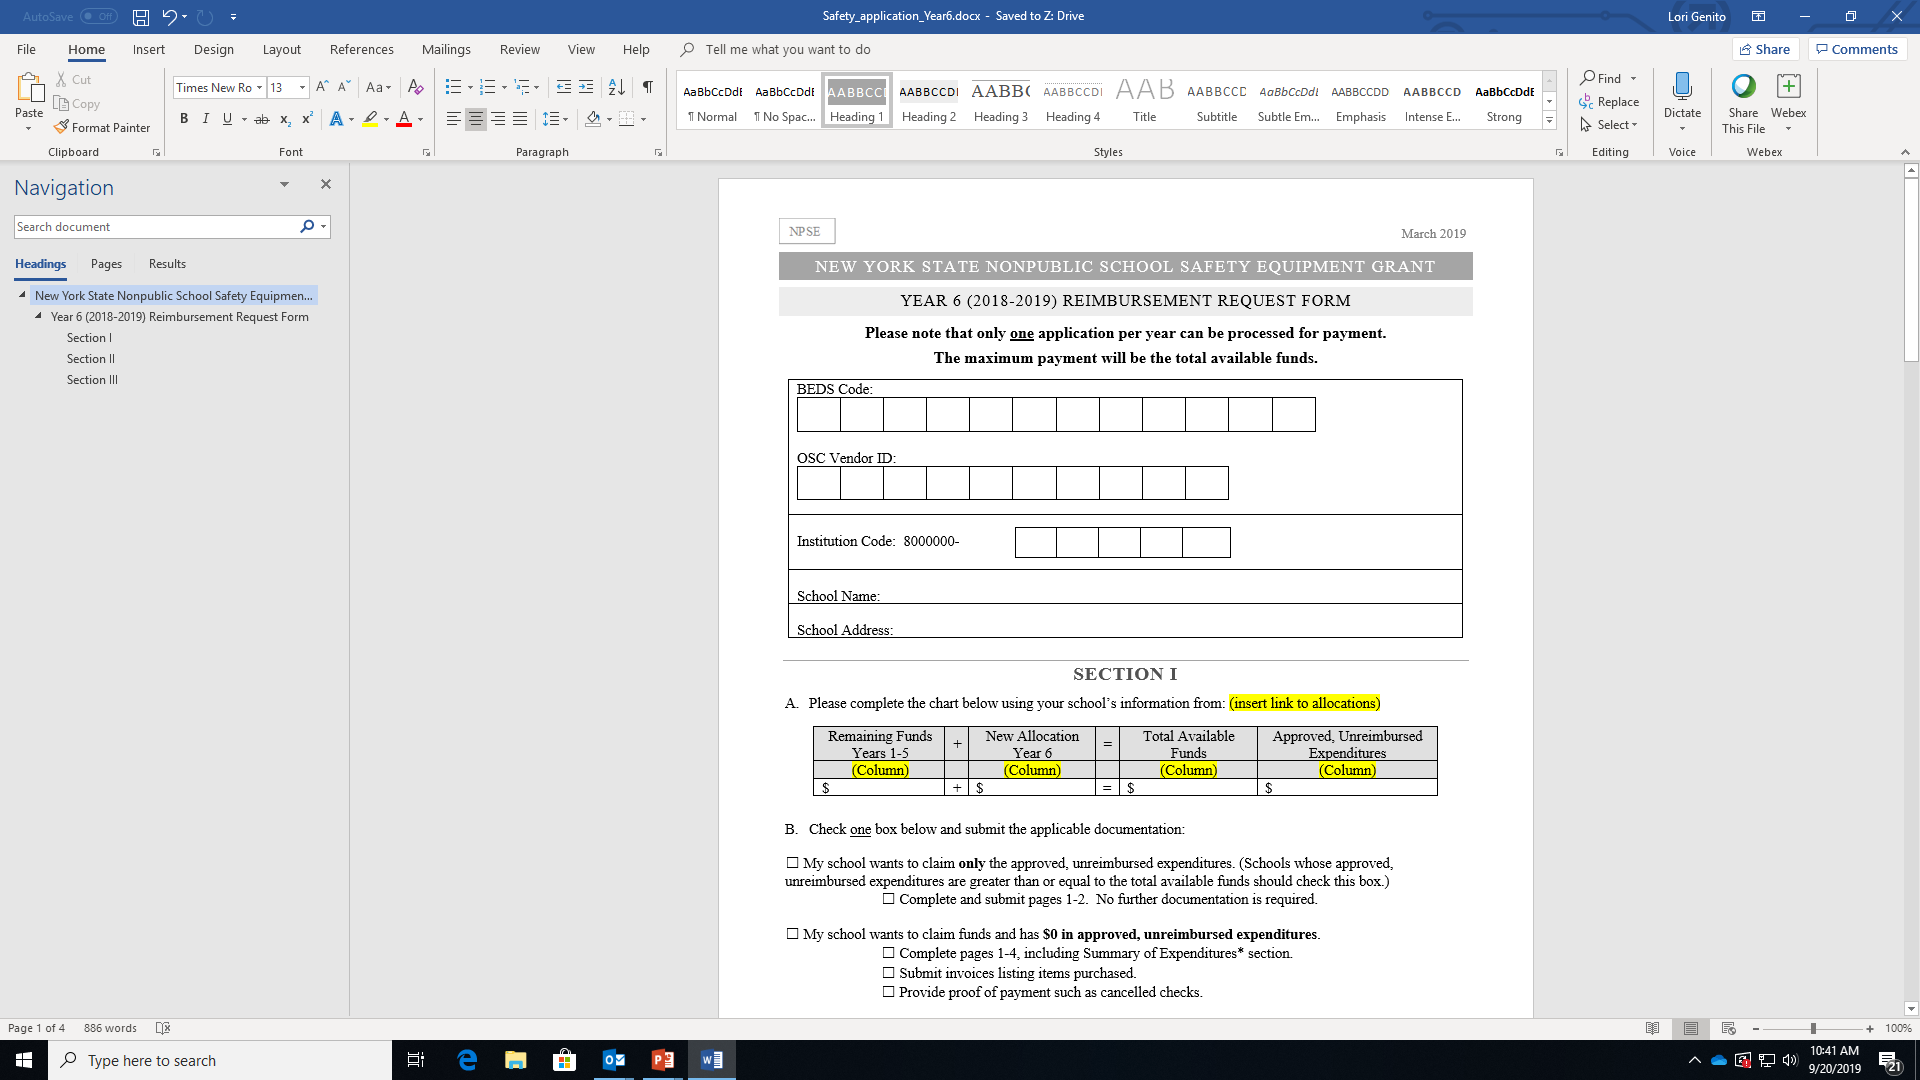 AutoSave Off
Safety_application_Year6.docx - Saved to Z: Drive
Lori Genito
File Home Insert Design Layout References Mailings Review View Help Tell me what you want to do
Share Comments
Paste
Cut
Copy
Format Painter
Clipboard
Times New Ro 13
Aa
B I U ab x₂ x² A A
Font
Paragraph
AaBbCcDdE AaBbCcDdE AABBCCI AABBCCDI AABB( AABBCCDI AAB AABBCCD AaBbCcDdI AABBCCDD AABBCCD AaBbCcDdE
¶ Normal ¶ No Spac... Heading 1 Heading 2 Heading 3 Heading 4 Title Subtitle Subtle Em... Emphasis Intense E... Strong
Styles
Find
Replace
Select
Editing
Dictate
Voice
Share This File
Webex
Webex
Navigation
Search document
Headings Pages Results
New York State Nonpublic School Safety Equipmen...
Year 6 (2018-2019) Reimbursement Request Form
Section I
Section II
Section III
NPSE
March 2019
NEW YORK STATE NONPUBLIC SCHOOL SAFETY EQUIPMENT GRANT
YEAR 6 (2018-2019) REIMBURSEMENT REQUEST FORM
Please note that only one application per year can be processed for payment.
The maximum payment will be the total available funds.
BEDS Code:
OSC Vendor ID:
Institution Code: 8000000-
School Name:
School Address:
SECTION I
A. Please complete the chart below using your school's information from: (insert link to allocations)
Remaining Funds Years 1-5 + New Allocation Year 6 = Total Available Funds Approved, Unreimbursed Expenditures
(Column) (Column) (Column) (Column)
$ + $ = $ $
B. Check one box below and submit the applicable documentation:
☐ My school wants to claim only the approved, unreimbursed expenditures. (Schools whose approved,
unreimbursed expenditures are greater than or equal to the total available funds should check this box.)
☐ Complete and submit pages 1-2. No further documentation is required.
☐ My school wants to claim funds and has $0 in approved, unreimbursed expenditures.
☐ Complete pages 1-4, including Summary of Expenditures* section.
☐ Submit invoices listing items purchased.
☐ Provide proof of payment such as cancelled checks.
Page 1 of 4 886 words
100%
Type here to search
10:41 AM
9/20/2019
21